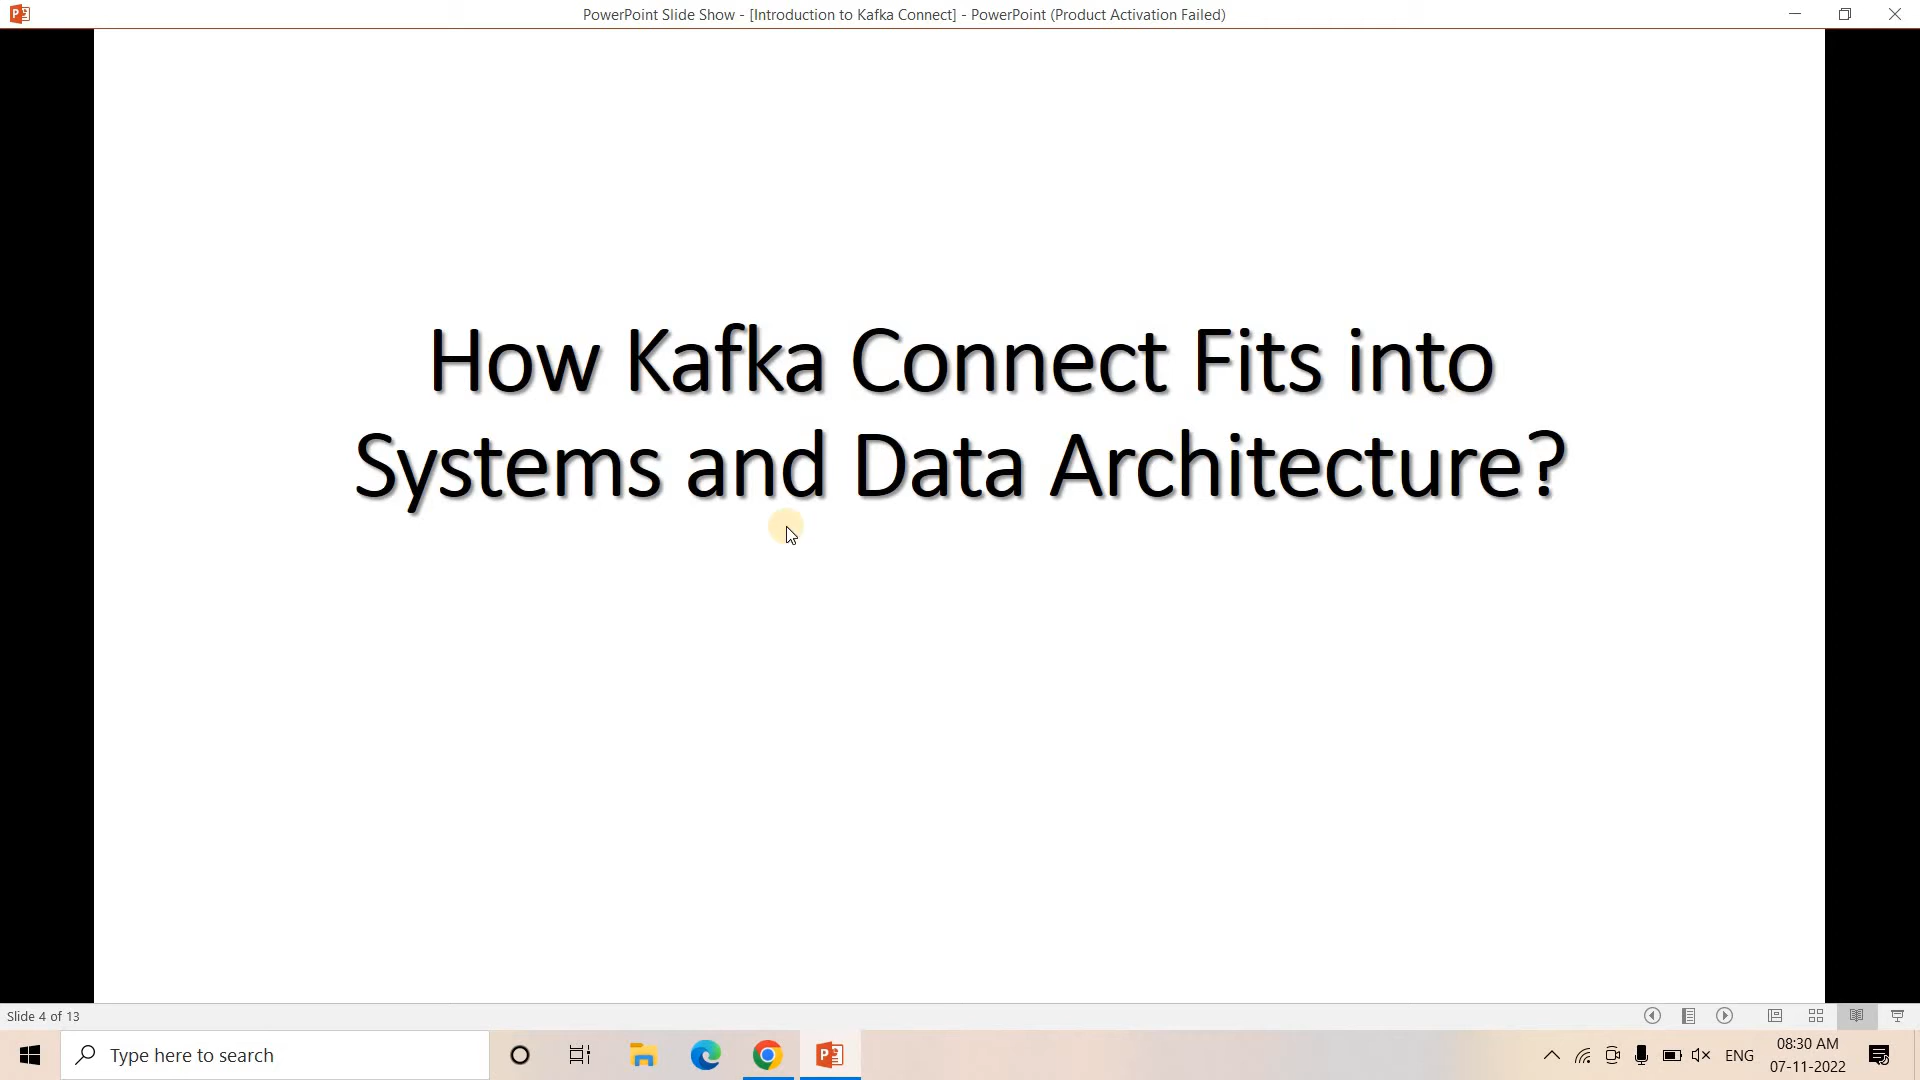 PowerPoint Slide Show - [Introduction to Kafka Connect] - PowerPoint (Product Activation Failed)
How Kafka Connect Fits into
Systems and Data Architecture?
Slide 4 of 13
Type here to search
ENG
08:30 AM
07-11-2022